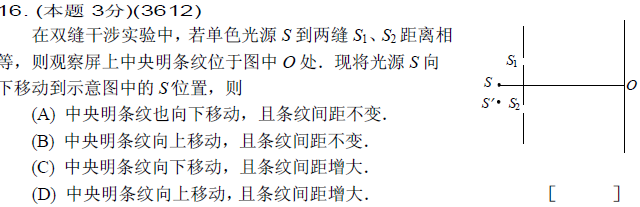 16. (本题 3分)(3612)
在双缝干涉实验中，若单色光源 S 到两缝 S₁、S₂ 距离相
等，则观察屏上中央明条纹位于图中 O 处．现将光源 S 向
下移动到示意图中的 S′位置，则
(A) 中央明条纹也向下移动，且条纹间距不变．
(B) 中央明条纹向上移动，且条纹间距不变．
(C) 中央明条纹向下移动，且条纹间距增大．
(D) 中央明条纹向上移动，且条纹间距增大．
[ ]
S₁
S
O
S′ S₂